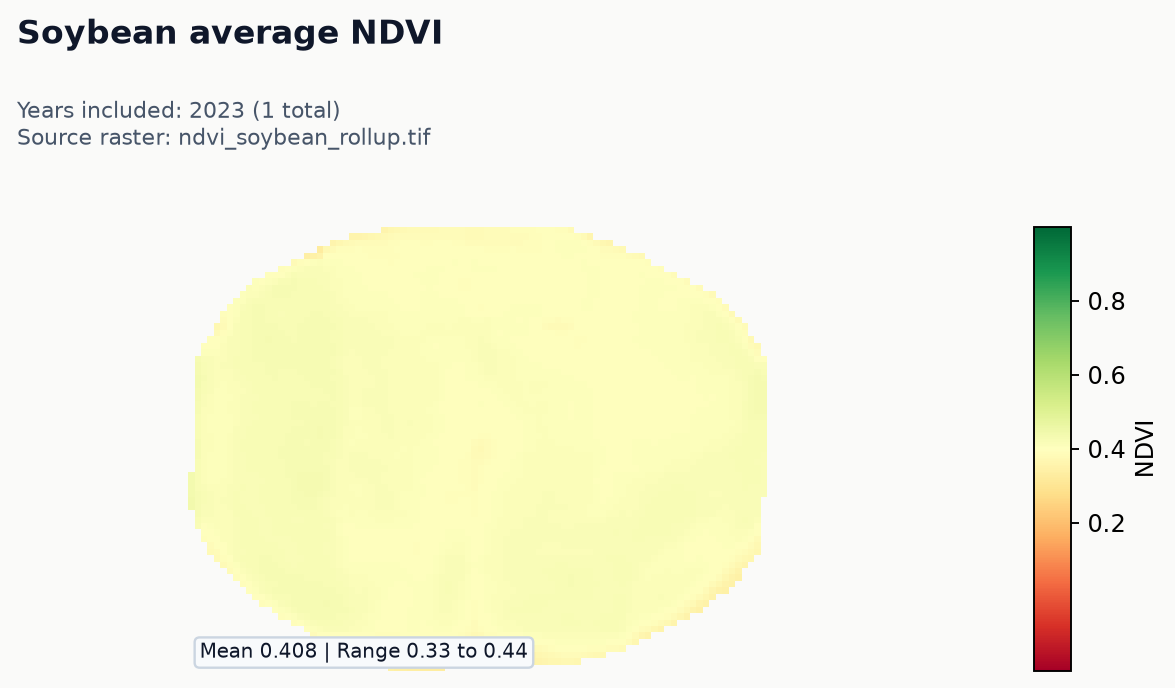 Soybean average NDVI
Years included: 2023 (1 total)
Source raster: ndvi_soybean_rollup.tif
0.8
0.6
0.4
0.2
NDVI
Mean 0.408 | Range 0.33 to 0.44